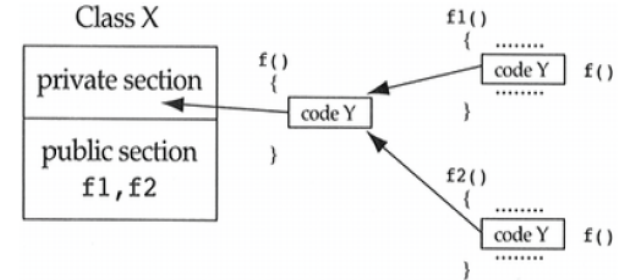 Class X
private section
public section
f1,f2
f()
{
code Y
}
f1()
{ ........
code Y f()
........
}
f2()
{ ........
code Y f()
........
}